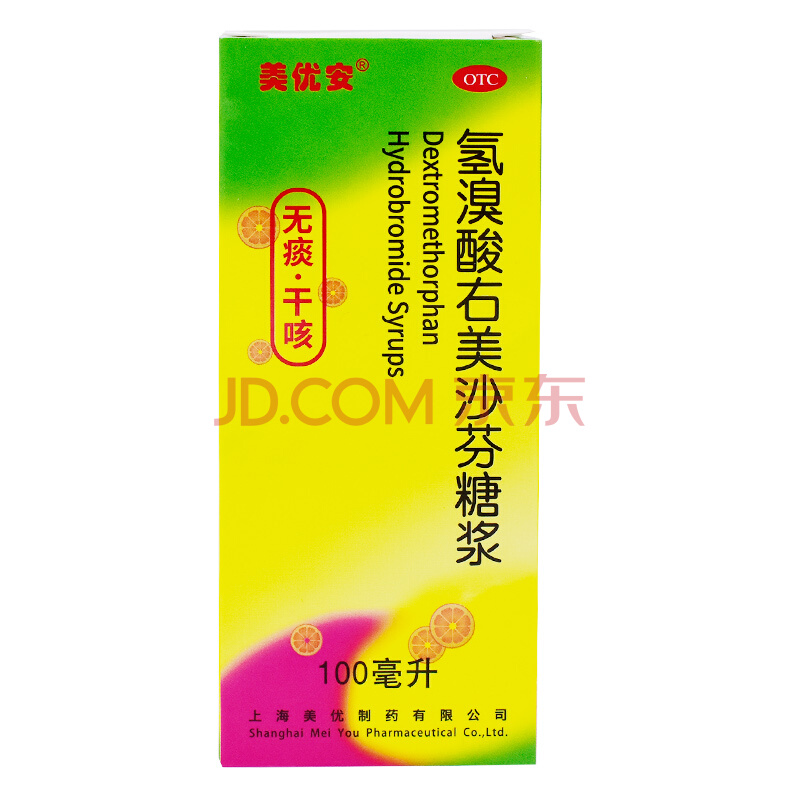 美优安®
OTC
氢溴酸右美沙芬糖浆
Dextromethorphan
Hydrobromide Syrups
无痰·干咳
JD.COM 京东
100毫升
上海美优制药有限公司
Shanghai Mei You Pharmaceutical Co.,Ltd.